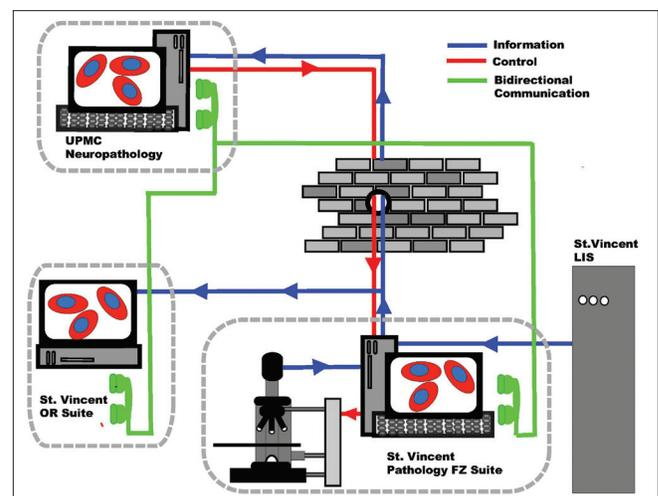 Information
Control
Bidirectional
Communication
UPMC
Neuropathology
St.Vincent
LIS
St. Vincent
OR Suite
St. Vincent
Pathology FZ Suite